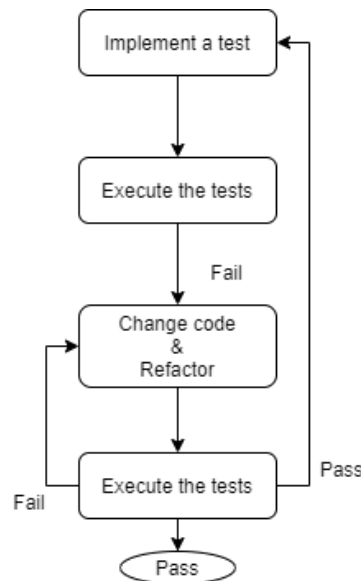 Implement a test
Execute the tests
Fail
Change code
&
Refactor
Execute the tests
Pass
Fail
Pass